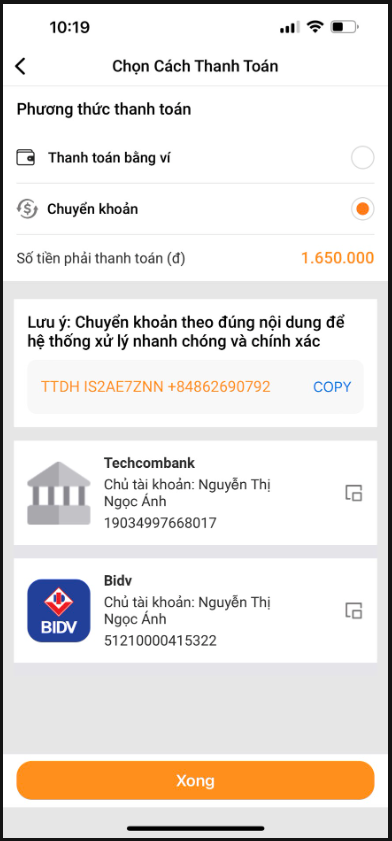 10:19
Chọn Cách Thanh Toán
Phương thức thanh toán
Thanh toán bằng ví
Chuyển khoản
Số tiền phải thanh toán (đ) 1.650.000
Lưu ý: Chuyển khoản theo đúng nội dung để
hệ thống xử lý nhanh chóng và chính xác
TTDH IS2AE7ZNN +84862690792 COPY
Techcombank
Chủ tài khoản: Nguyễn Thị
Ngọc Ánh
19034997668017
BIDV
Bidv
Chủ tài khoản: Nguyễn Thị
Ngọc Ánh
51210000415322
Xong